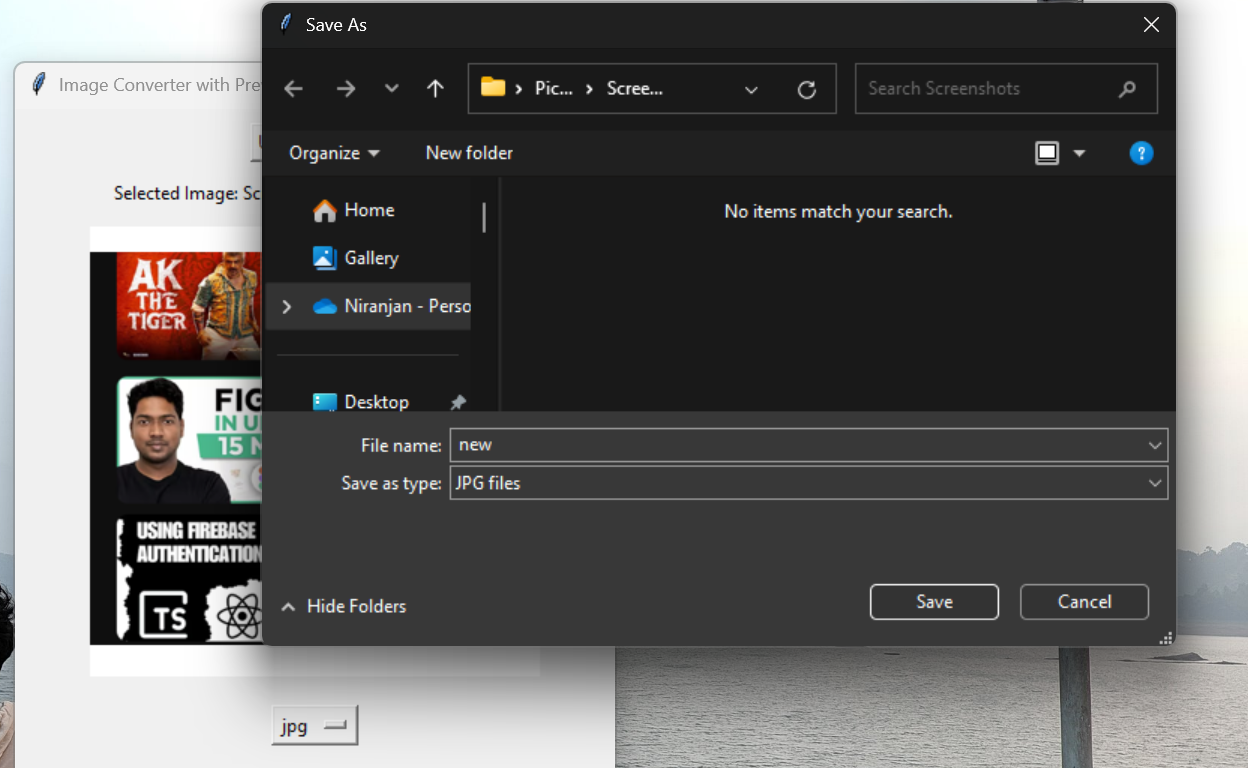 Save As
Image Converter with Pre
Pic...
Scree...
Search Screenshots
Organize
New folder
Selected Image: Sc
Home
Gallery
Niranjan - Perso
Desktop
No items match your search.
AK
THE
TIGER
FIG
IN U
15 M
USING FIREBASE
AUTHENTICATION
TS
File name: new
Save as type: JPG files
Hide Folders
Save
Cancel
jpg